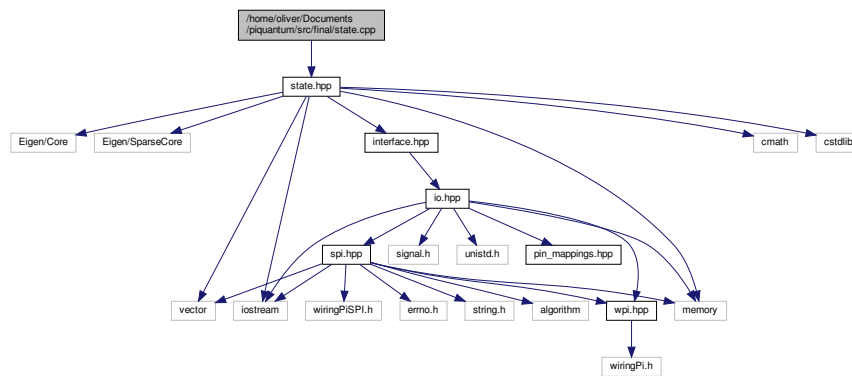 /home/oliver/Documents
/piquantum/src/final/state.cpp
state.hpp
Eigen/Core
Eigen/SparseCore
interface.hpp
cmath
cstdlib
io.hpp
spi.hpp
signal.h
unistd.h
pin_mappings.hpp
vector
iostream
wiringPiSPI.h
errno.h
string.h
algorithm
wpi.hpp
memory
wiringPi.h